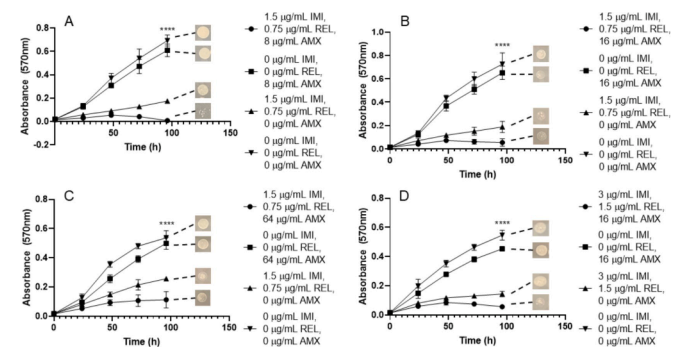 A
Absorbance (570nm)
0.8
0.6
0.4
0.2
0.0
-0.2
****
50
100
150
Time (h)
1.5 µg/mL IMI,
0.75 µg/mL REL,
8 µg/mL AMX
0 µg/mL IMI,
0 µg/mL REL,
8 µg/mL AMX
1.5 µg/mL IMI,
0.75 µg/mL REL,
0 µg/mL AMX
0 µg/mL IMI,
0 µg/mL REL,
0 µg/mL AMX
B
Absorbance (570nm)
1.0
0.8
0.6
0.4
0.2
0.0
****
0
50
100
150
Time (h)
1.5 µg/mL IMI,
0.75 µg/mL REL,
16 µg/mL AMX
0 µg/mL IMI,
0 µg/mL REL,
16 µg/mL AMX
1.5 µg/mL IMI,
0.75 µg/mL REL,
0 µg/mL AMX
0 µg/mL IMI,
0 µg/mL REL,
0 µg/mL AMX
C
Absorbance (570nm)
0.8
0.6
0.4
0.2
0.0
****
0
50
100
150
Time (h)
1.5 µg/mL IMI,
0.75 µg/mL REL,
64 µg/mL AMX
0 µg/mL IMI,
0 µg/mL REL,
64 µg/mL AMX
1.5 µg/mL IMI,
0.75 µg/mL REL,
0 µg/mL AMX
0 µg/mL IMI,
0 µg/mL REL,
0 µg/mL AMX
D
Absorbance (570nm)
0.8
0.6
0.4
0.2
0.0
****
0
50
100
150
Time (h)
3 µg/mL IMI,
1.5 µg/mL REL,
16 µg/mL AMX
0 µg/mL IMI,
0 µg/mL REL,
16 µg/mL AMX
3 µg/mL IMI,
1.5 µg/mL REL,
0 µg/mL AMX
0 µg/mL IMI,
0 µg/mL REL,
0 µg/mL AMX